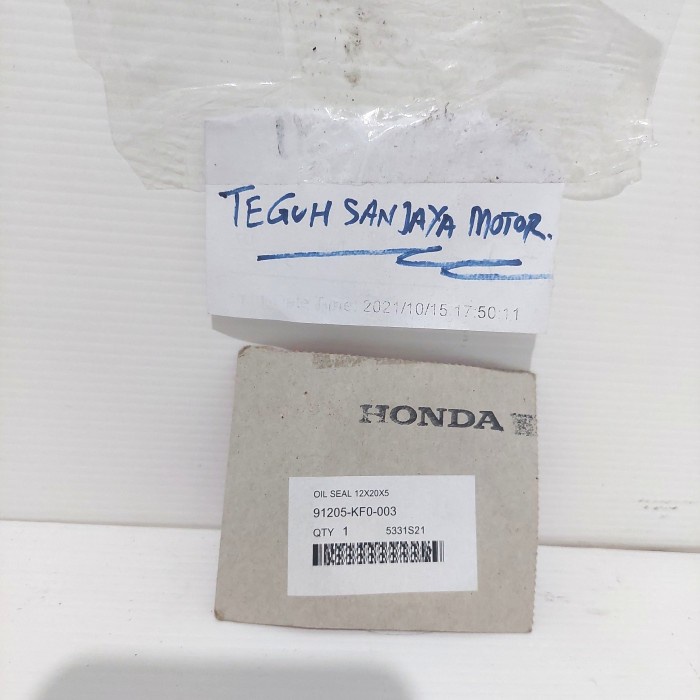 TEGUH SANJAYA MOTOR.
Time: 2021/10/15 17:50:11
HONDA
OIL SEAL 12X20X5
91205-KF0-003
QTY 1 5331S21